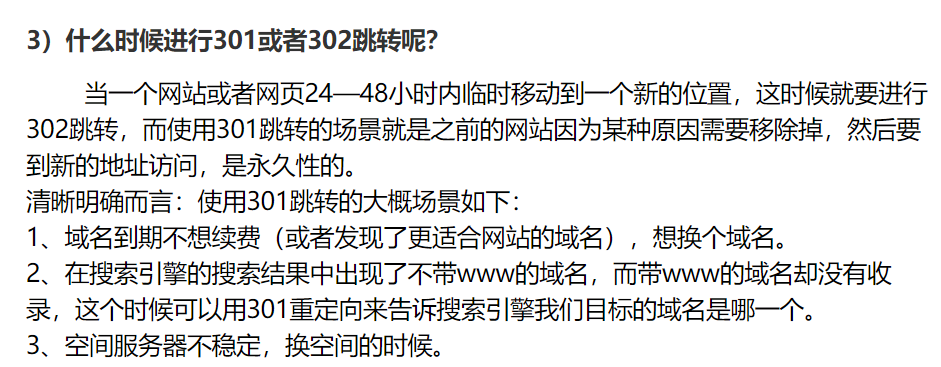 3）什么时候进行301或者302跳转呢？
当一个网站或者网页24—48小时内临时移动到一个新的位置，这时候就要进行
302跳转，而使用301跳转的场景就是之前的网站因为某种原因需要移除掉，然后要
到新的地址访问，是永久性的。
清晰明确而言：使用301跳转的大概场景如下：
1、域名到期不想续费（或者发现了更适合网站的域名），想换个域名。
2、在搜索引擎的搜索结果中出现了不带www的域名，而带www的域名却没有收
录，这个时候可以用301重定向来告诉搜索引擎我们目标的域名是哪一个。
3、空间服务器不稳定，换空间的时候。